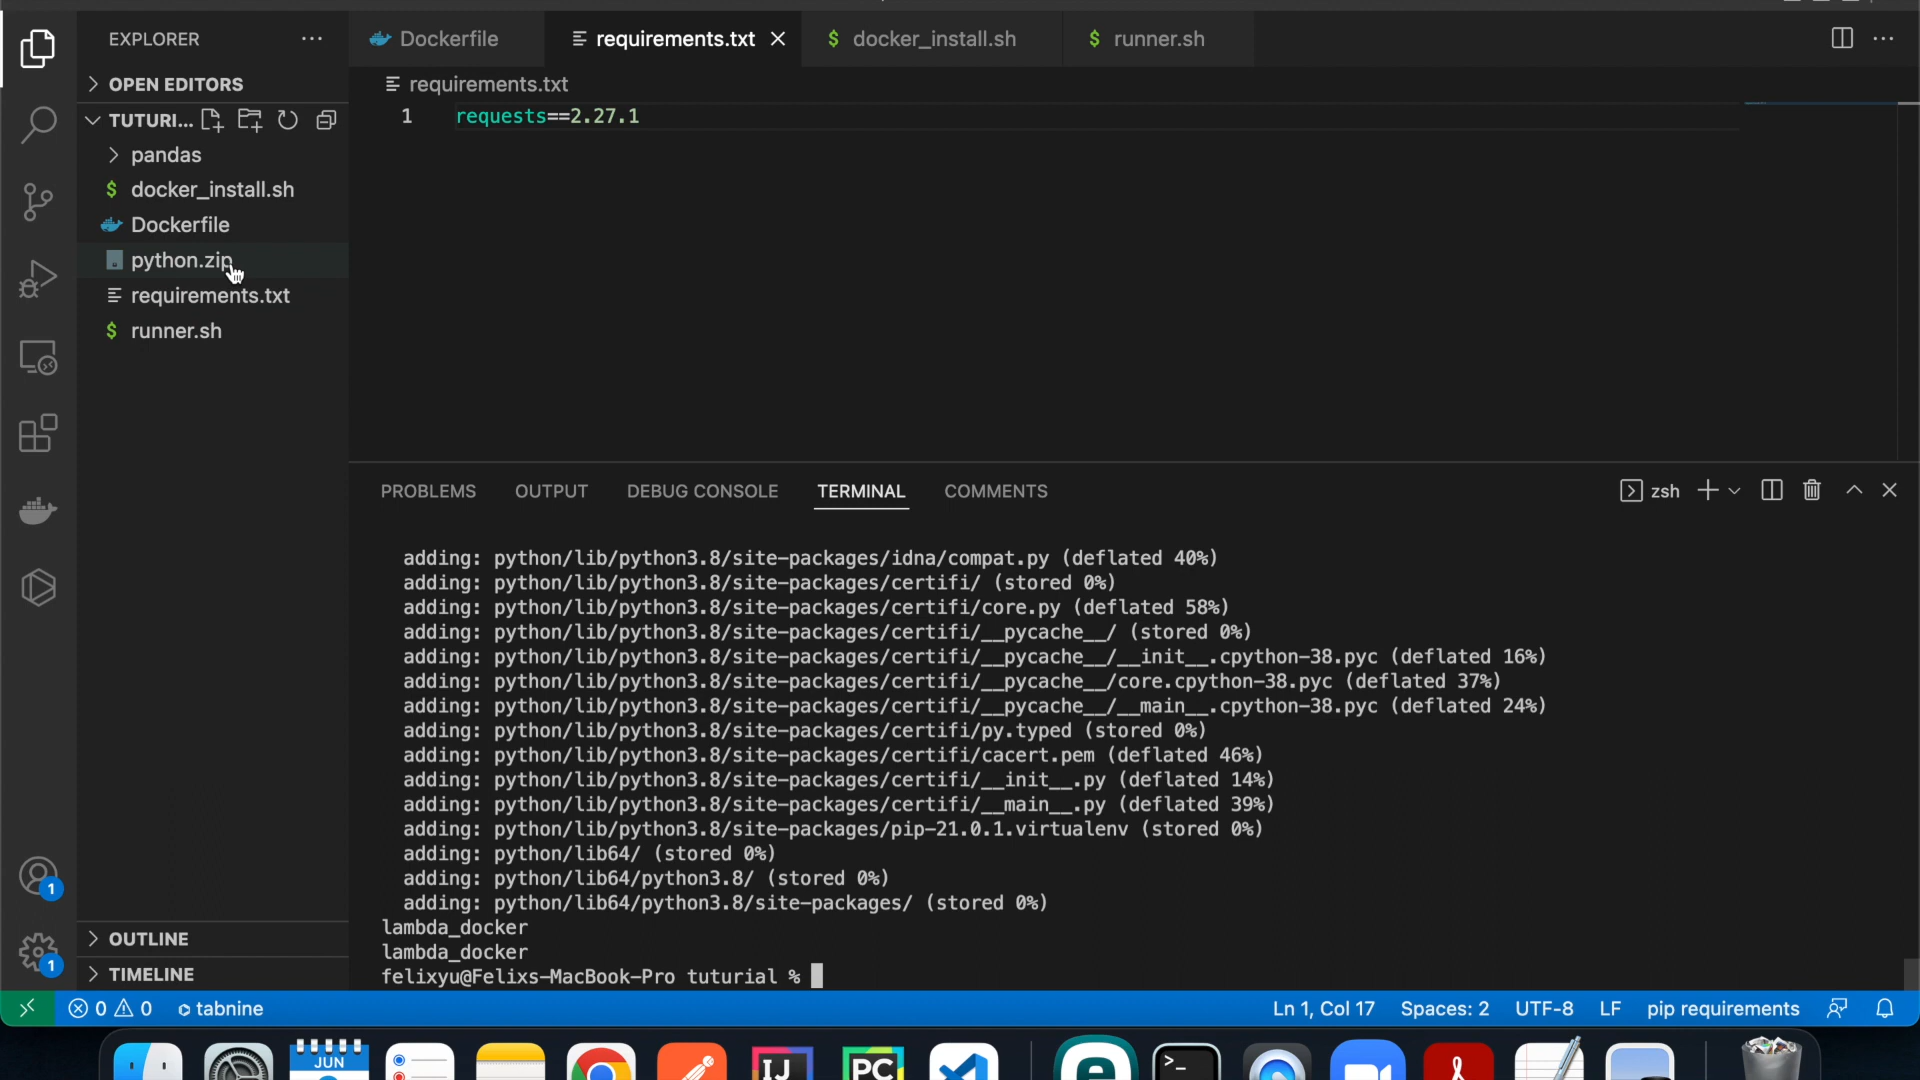 EXPLORER
Dockerfile
requirements.txt
docker_install.sh
runner.sh
OPEN EDITORS
requirements.txt
TUTURI...
1 requests==2.27.1
pandas
docker_install.sh
Dockerfile
python.zip
requirements.txt
runner.sh
PROBLEMS OUTPUT DEBUG CONSOLE TERMINAL COMMENTS
zsh
adding: python/lib/python3.8/site-packages/idna/compat.py (deflated 40%)
adding: python/lib/python3.8/site-packages/certifi/ (stored 0%)
adding: python/lib/python3.8/site-packages/certifi/core.py (deflated 58%)
adding: python/lib/python3.8/site-packages/certifi/__pycache__/ (stored 0%)
adding: python/lib/python3.8/site-packages/certifi/__pycache__/__init__.cpython-38.pyc (deflated 16%)
adding: python/lib/python3.8/site-packages/certifi/__pycache__/core.cpython-38.pyc (deflated 37%)
adding: python/lib/python3.8/site-packages/certifi/__pycache__/__main__.cpython-38.pyc (deflated 24%)
adding: python/lib/python3.8/site-packages/certifi/py.typed (stored 0%)
adding: python/lib/python3.8/site-packages/certifi/cacert.pem (deflated 46%)
adding: python/lib/python3.8/site-packages/certifi/__init__.py (deflated 14%)
adding: python/lib/python3.8/site-packages/certifi/__main__.py (deflated 39%)
adding: python/lib/python3.8/site-packages/pip-21.0.1.virtualenv (stored 0%)
adding: python/lib64/ (stored 0%)
adding: python/lib64/python3.8/ (stored 0%)
adding: python/lib64/python3.8/site-packages/ (stored 0%)
lambda_docker
lambda_docker
felixyu@Felixs-MacBook-Pro tuturial %
1
1
OUTLINE
TIMELINE
0 0 tabnine
Ln 1, Col 17 Spaces: 2 UTF-8 LF pip requirements
JUN
IJ
PC